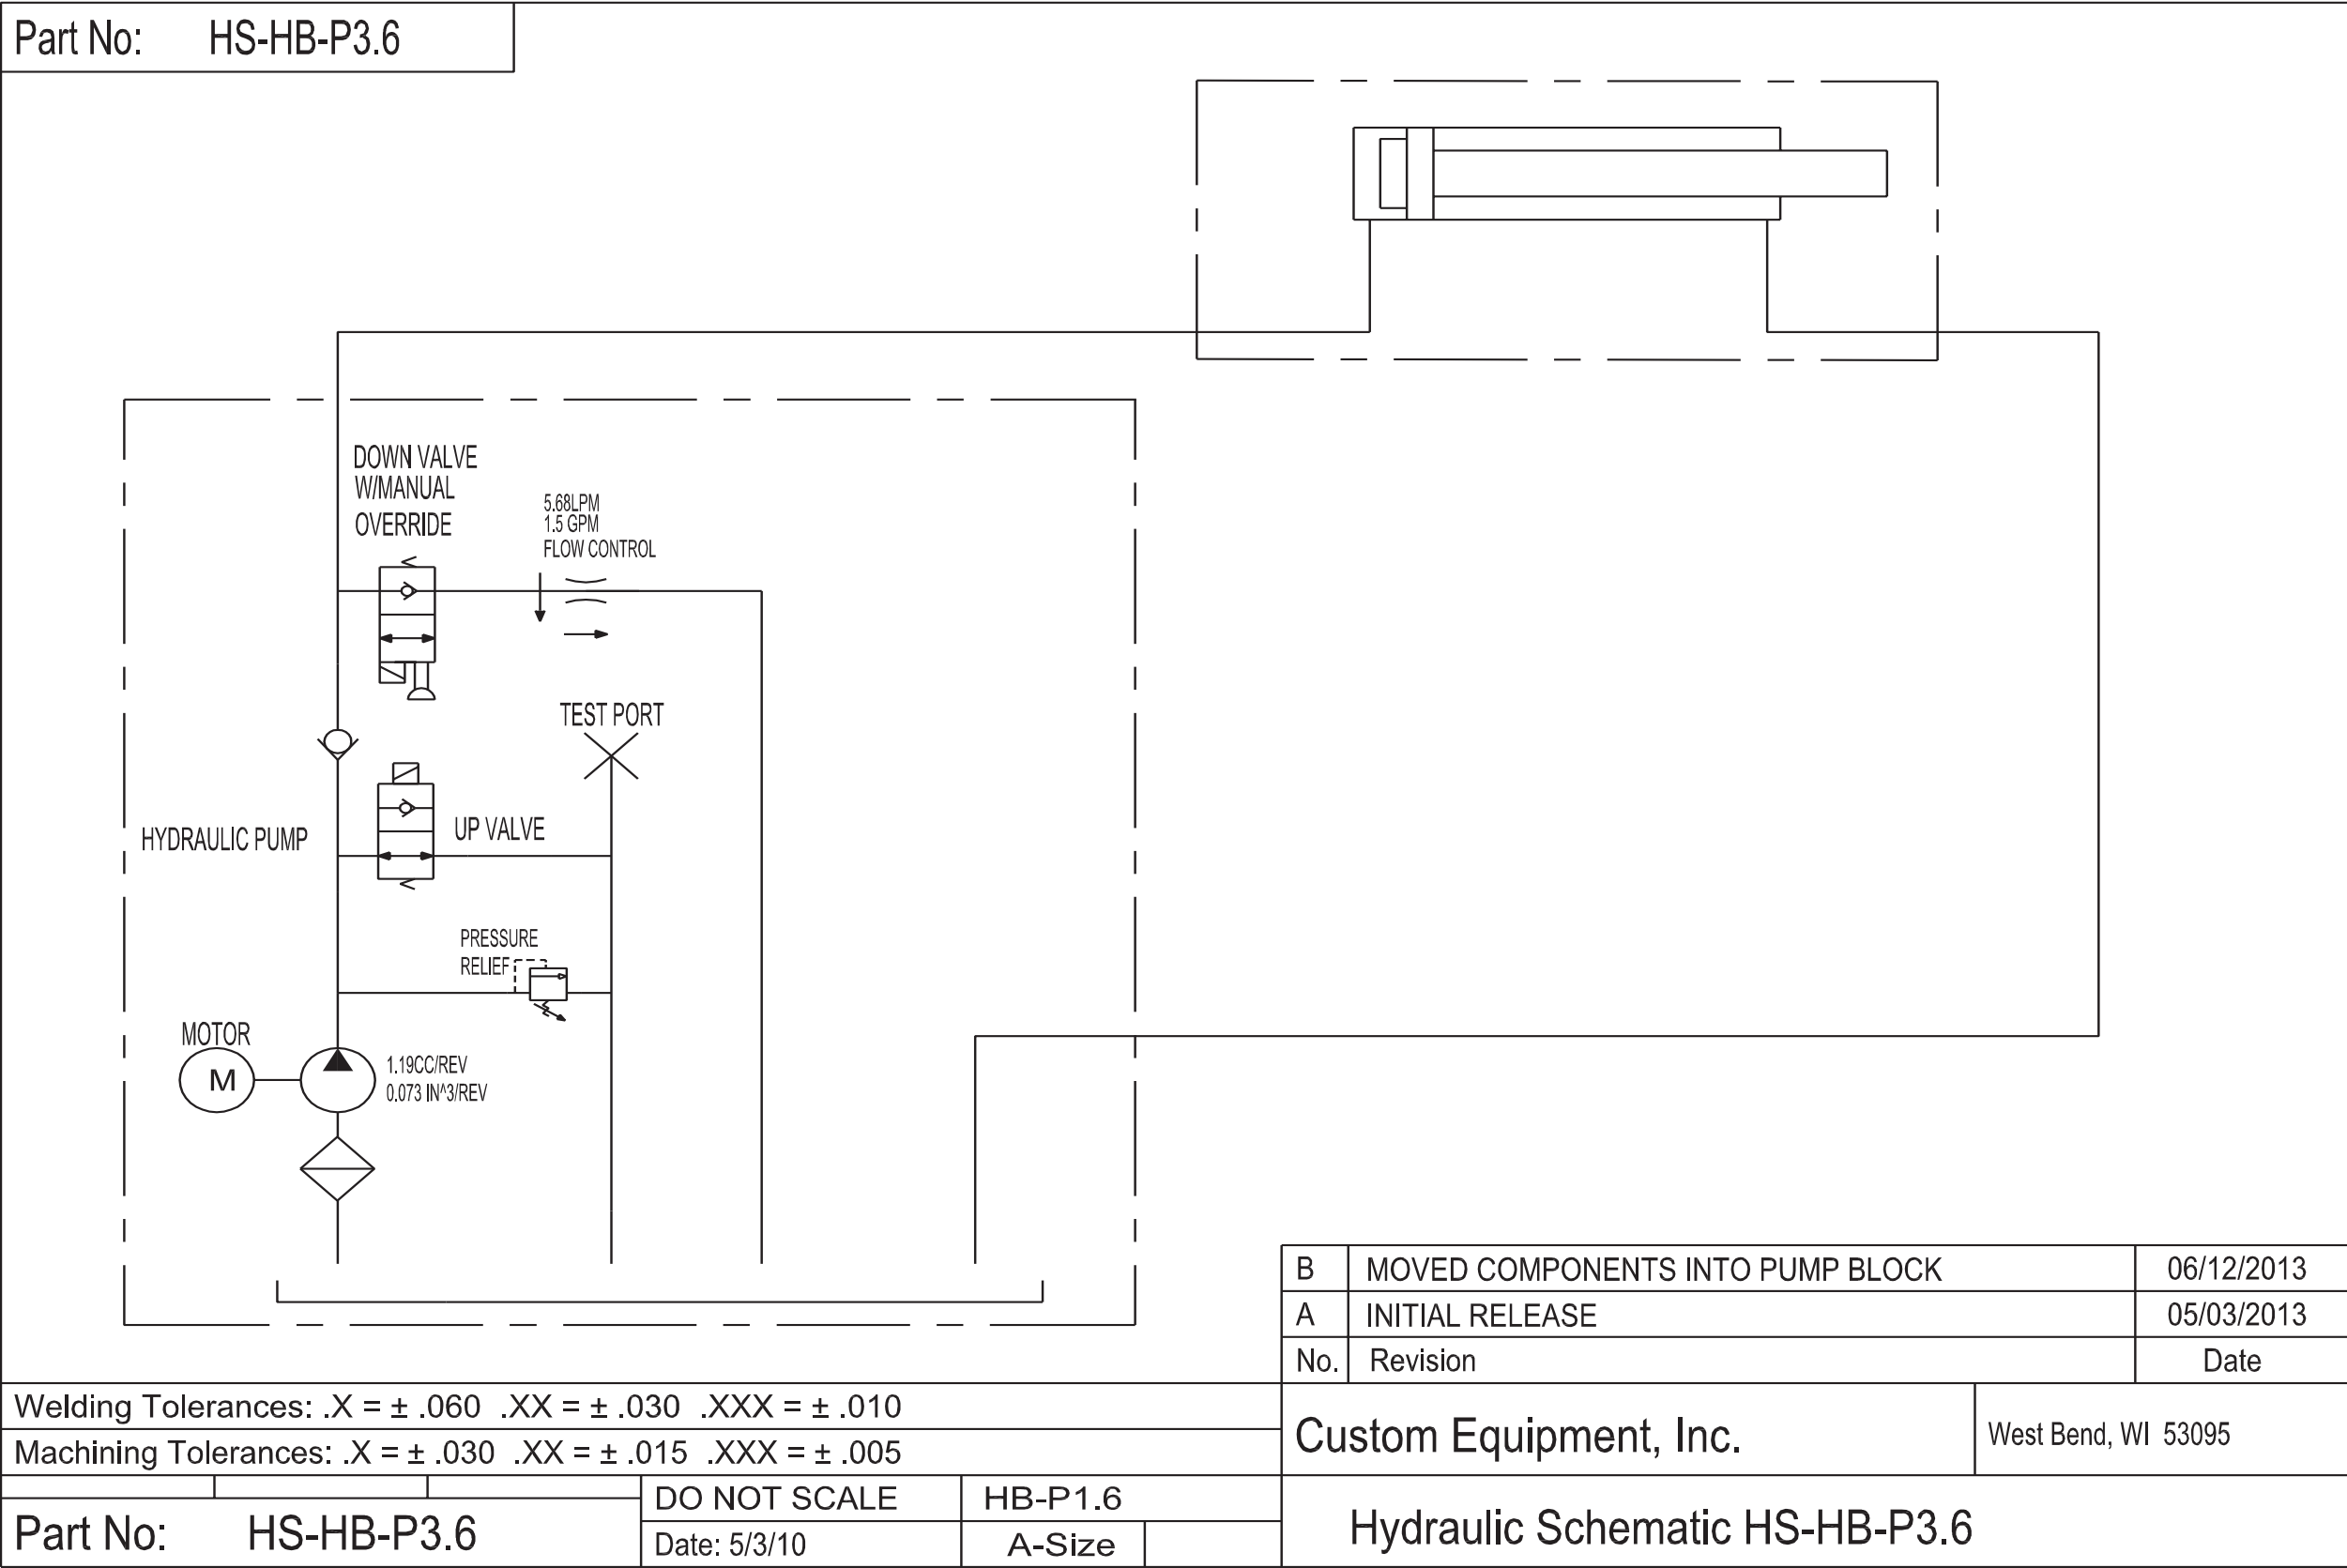 Part No: HS-HB-P3.6
DOWN VALVE
W/MANUAL
OVERRIDE
5.68LPM
1.5 GPM
FLOW CONTROL
TEST PORT
HYDRAULIC PUMP
UP VALVE
PRESSURE
RELIEF
MOTOR
M
1.19CC/REV
0.073 IN^3/REV
B MOVED COMPONENTS INTO PUMP BLOCK 06/12/2013
A INITIAL RELEASE 05/03/2013
No. Revision Date
Welding Tolerances: .X = ± .060 .XX = ± .030 .XXX = ± .010
Machining Tolerances: .X = ± .030 .XX = ± .015 .XXX = ± .005
Custom Equipment, Inc.
West Bend, WI 53095
Part No: HS-HB-P3.6
DO NOT SCALE
HB-P1.6
Date: 5/3/10
A-Size
Hydraulic Schematic HS-HB-P3.6